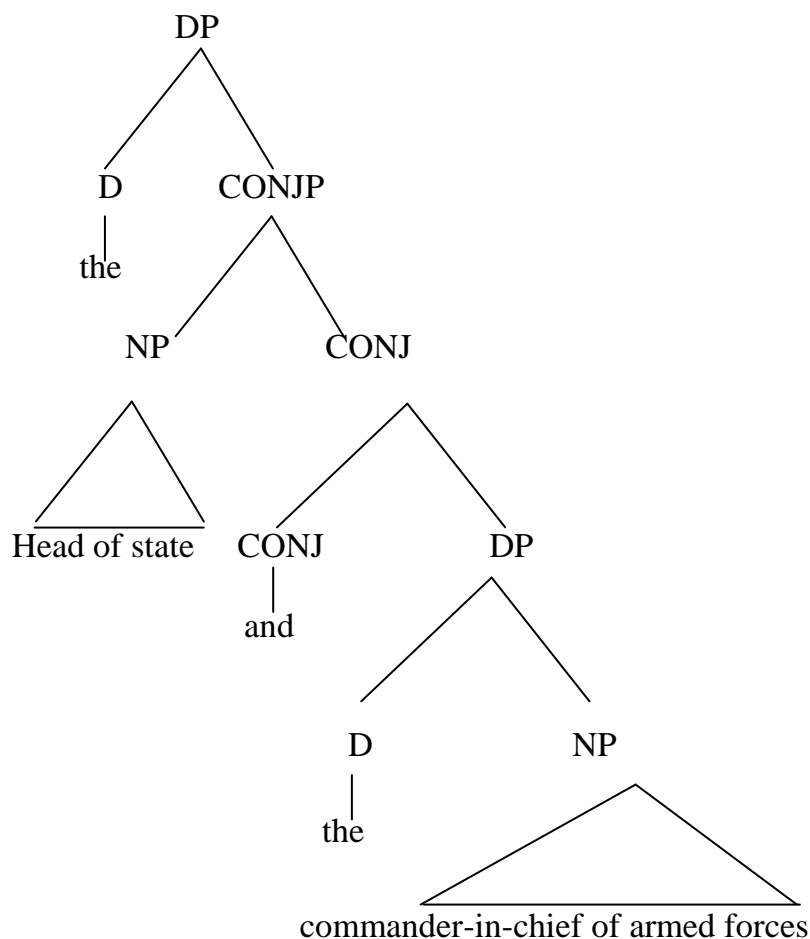 DP
D CONJP
the
NP CONJ
Head of state CONJ DP
and
D NP
the
commander-in-chief of armed forces